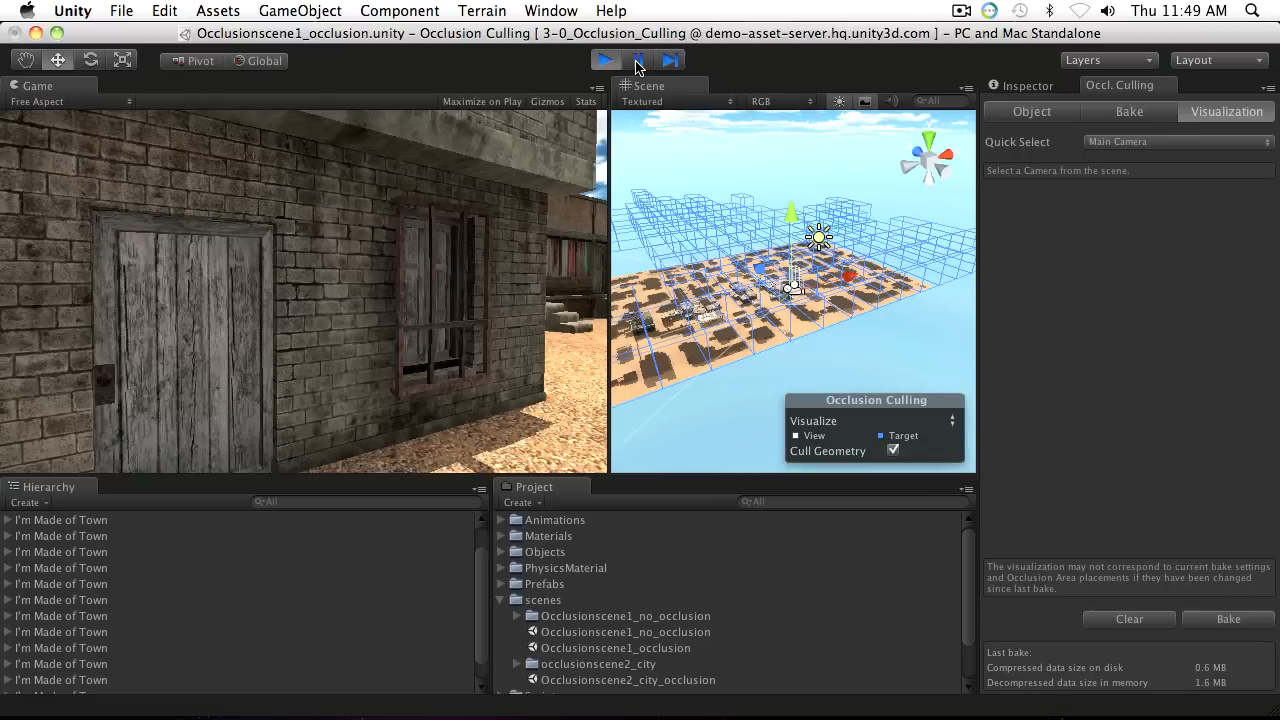 Unity File Edit Assets GameObject Component Terrain Window Help Thu 11:49 AM
Occlusionscene1_occlusion.unity - Occlusion Culling [ 3-0_Occlusion_Culling @ demo-asset-server.hq.unity3d.com ] - PC and Mac Standalone
Pivot Global Layers Layout
Game Scene Inspector Occl. Culling
Free Aspect Maximize on Play Gizmos Stats Textured RGB All
Object Bake Visualization
Quick Select Main Camera
Select a Camera from the scene.
Occlusion Culling
Visualize
View Target
Cull Geometry
Hierarchy Project
Create All Create All
I'm Made of Town
I'm Made of Town
I'm Made of Town
I'm Made of Town
I'm Made of Town
I'm Made of Town
I'm Made of Town
I'm Made of Town
I'm Made of Town
I'm Made of Town
I'm Made of Town
Animations
Materials
Objects
PhysicsMaterial
Prefabs
scenes
Occlusionscene1_no_occlusion
Occlusionscene1_no_occlusion
Occlusionscene1_occlusion
occlusionscene2_city
Occlusionscene2_city_occlusion
The visualization may not correspond to current bake settings
and Occlusion Area placements if they have been changed
since last bake.
Clear Bake
Last bake:
Compressed data size on disk 0.6 MB
Decompressed data size in memory 1.6 MB